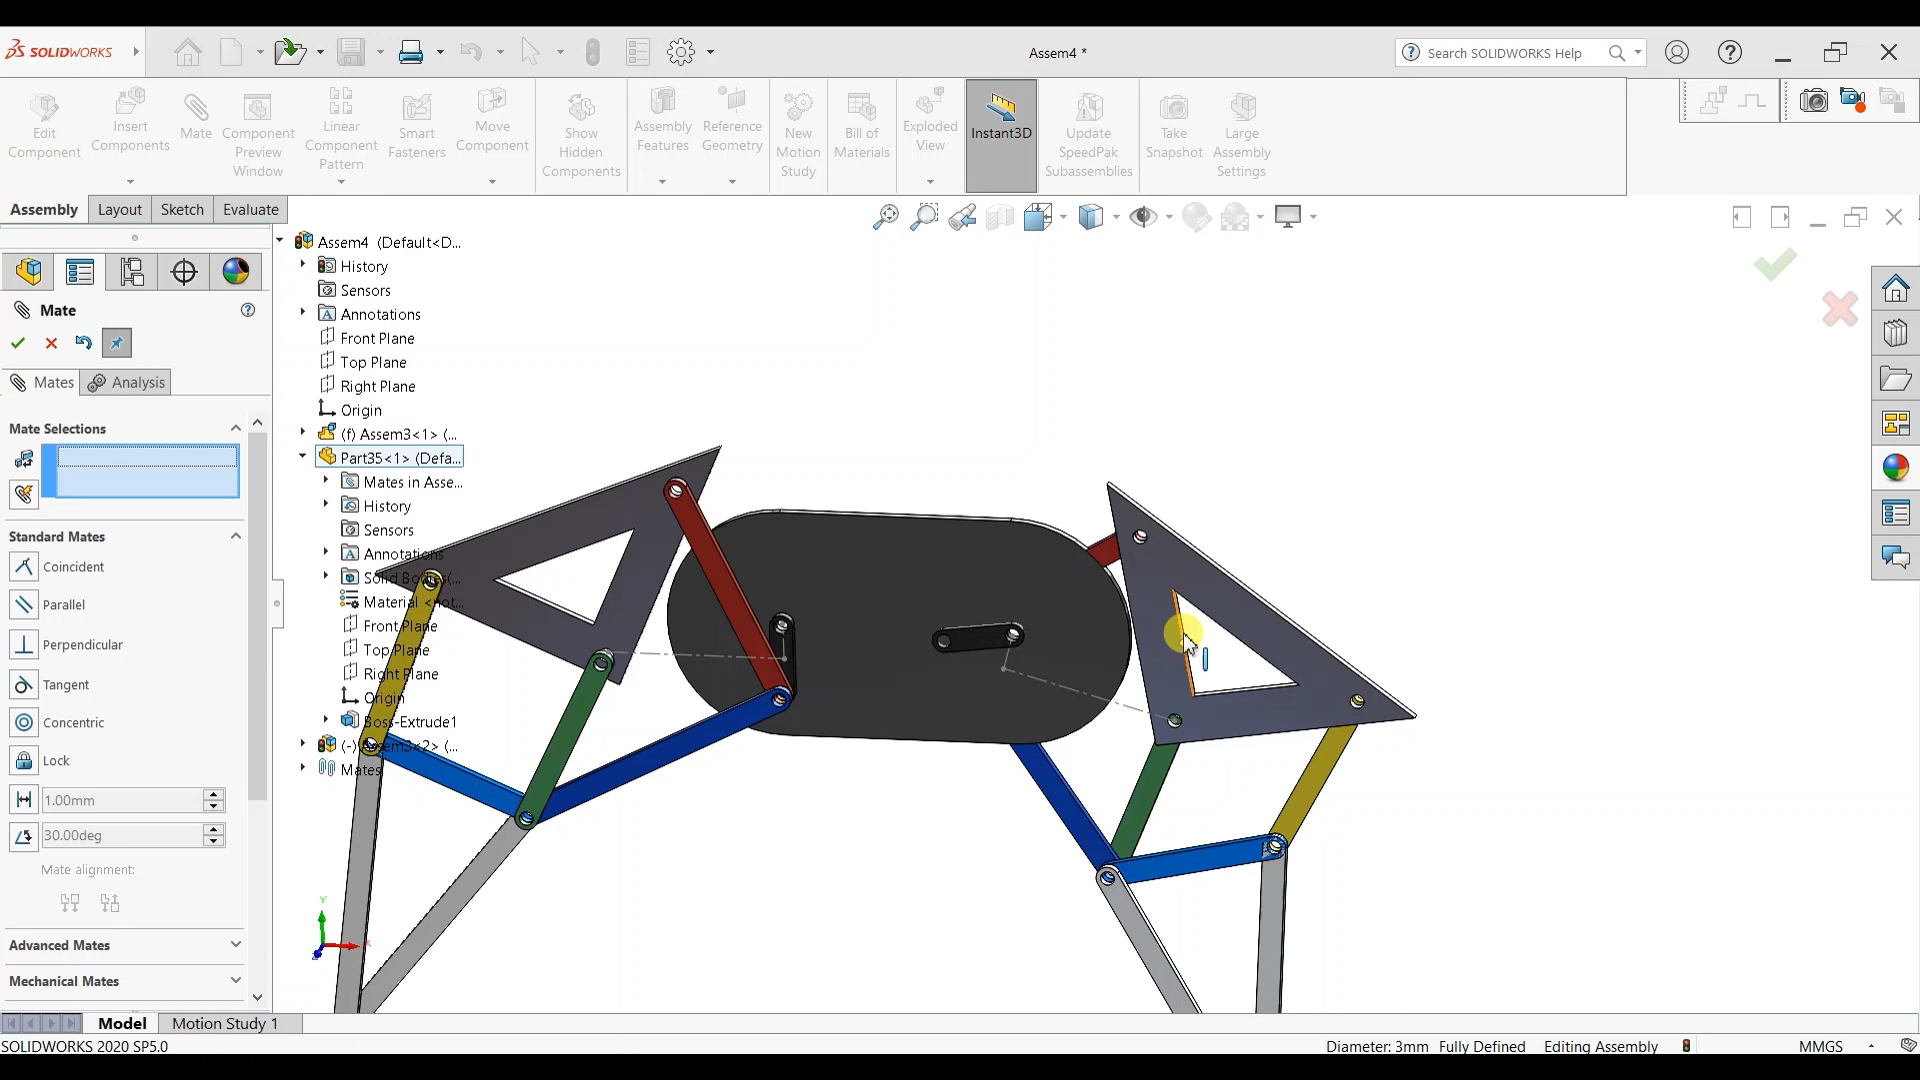 SOLIDWORKS
Assem4 *
Search SOLIDWORKS Help
Edit
Component
Insert
Components
Mate
Component
Preview
Window
Linear
Component
Pattern
Smart
Fasteners
Move
Component
Show
Hidden
Components
Assembly
Features
Reference
Geometry
New
Motion
Study
Bill of
Materials
Exploded
View
Instant3D
Update
SpeedPak
Subassemblies
Take
Snapshot
Large
Assembly
Settings
Assembly
Layout
Sketch
Evaluate
Mate
Mates
Analysis
Mate Selections
Standard Mates
Coincident
Parallel
Perpendicular
Tangent
Concentric
Lock
1.00mm
30.00deg
Mate alignment:
Advanced Mates
Mechanical Mates
Assem4 (Default<D...
History
Sensors
Annotations
Front Plane
Top Plane
Right Plane
Origin
(f) Assem3<1> (...
Part35<1> (Defa...
Mates in Asse...
History
Sensors
Annotations
Solid Bodies(...
Material <not...
Front Plane
Top Plane
Right Plane
Origin
Boss-Extrude1
(-) Assem3<2> (...
Mates
Y
X
Model
Motion Study 1
SOLIDWORKS 2020 SP5.0
Diameter: 3mm
Fully Defined
Editing Assembly
MMGS